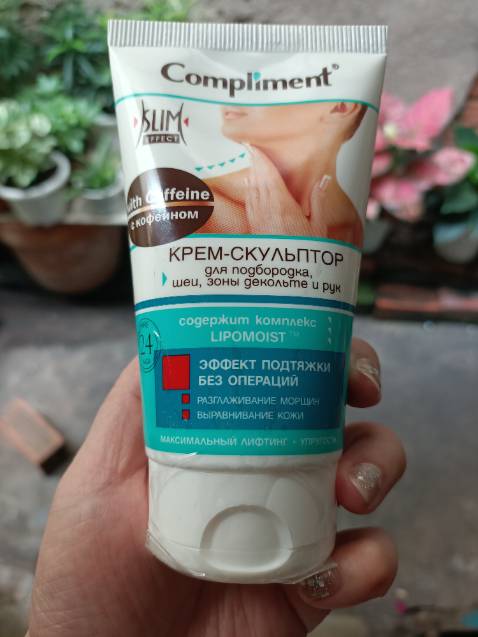 Compliment®
SLIM
EFFECT
with Caffeine
с кофеином
КРЕМ-СКУЛЬПТОР
для подбородка,
шеи, зоны декольте и рук
содержит комплекс
LIPOMOIST™
24
ЭФФЕКТ ПОДТЯЖКИ
БЕЗ ОПЕРАЦИЙ
РАЗГЛАЖИВАНИЕ МОРЩИН
ВЫРАВНИВАНИЕ КОЖИ
МАКСИМАЛЬНЫЙ ЛИФТИНГ - УПРУГОСТЬ